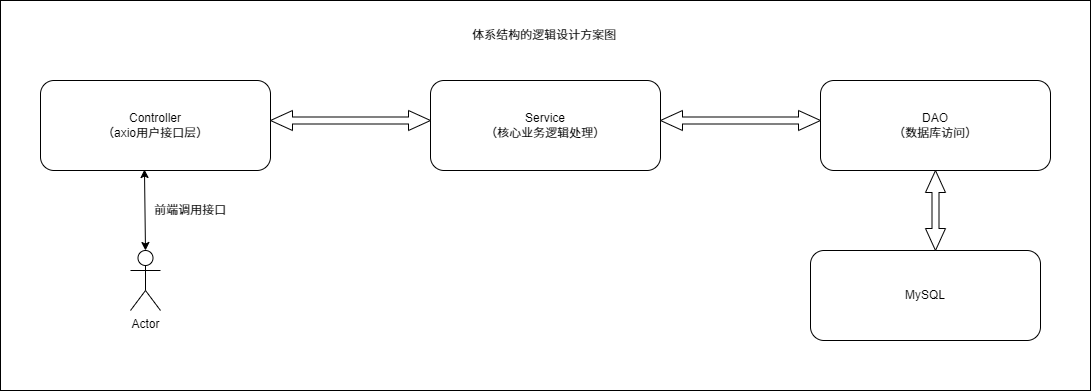 体系结构的逻辑设计方案图
Controller
（axio用户接口层）
Service
（核心业务逻辑处理）
DAO
（数据库访问）
前端调用接口
MySQL
Actor